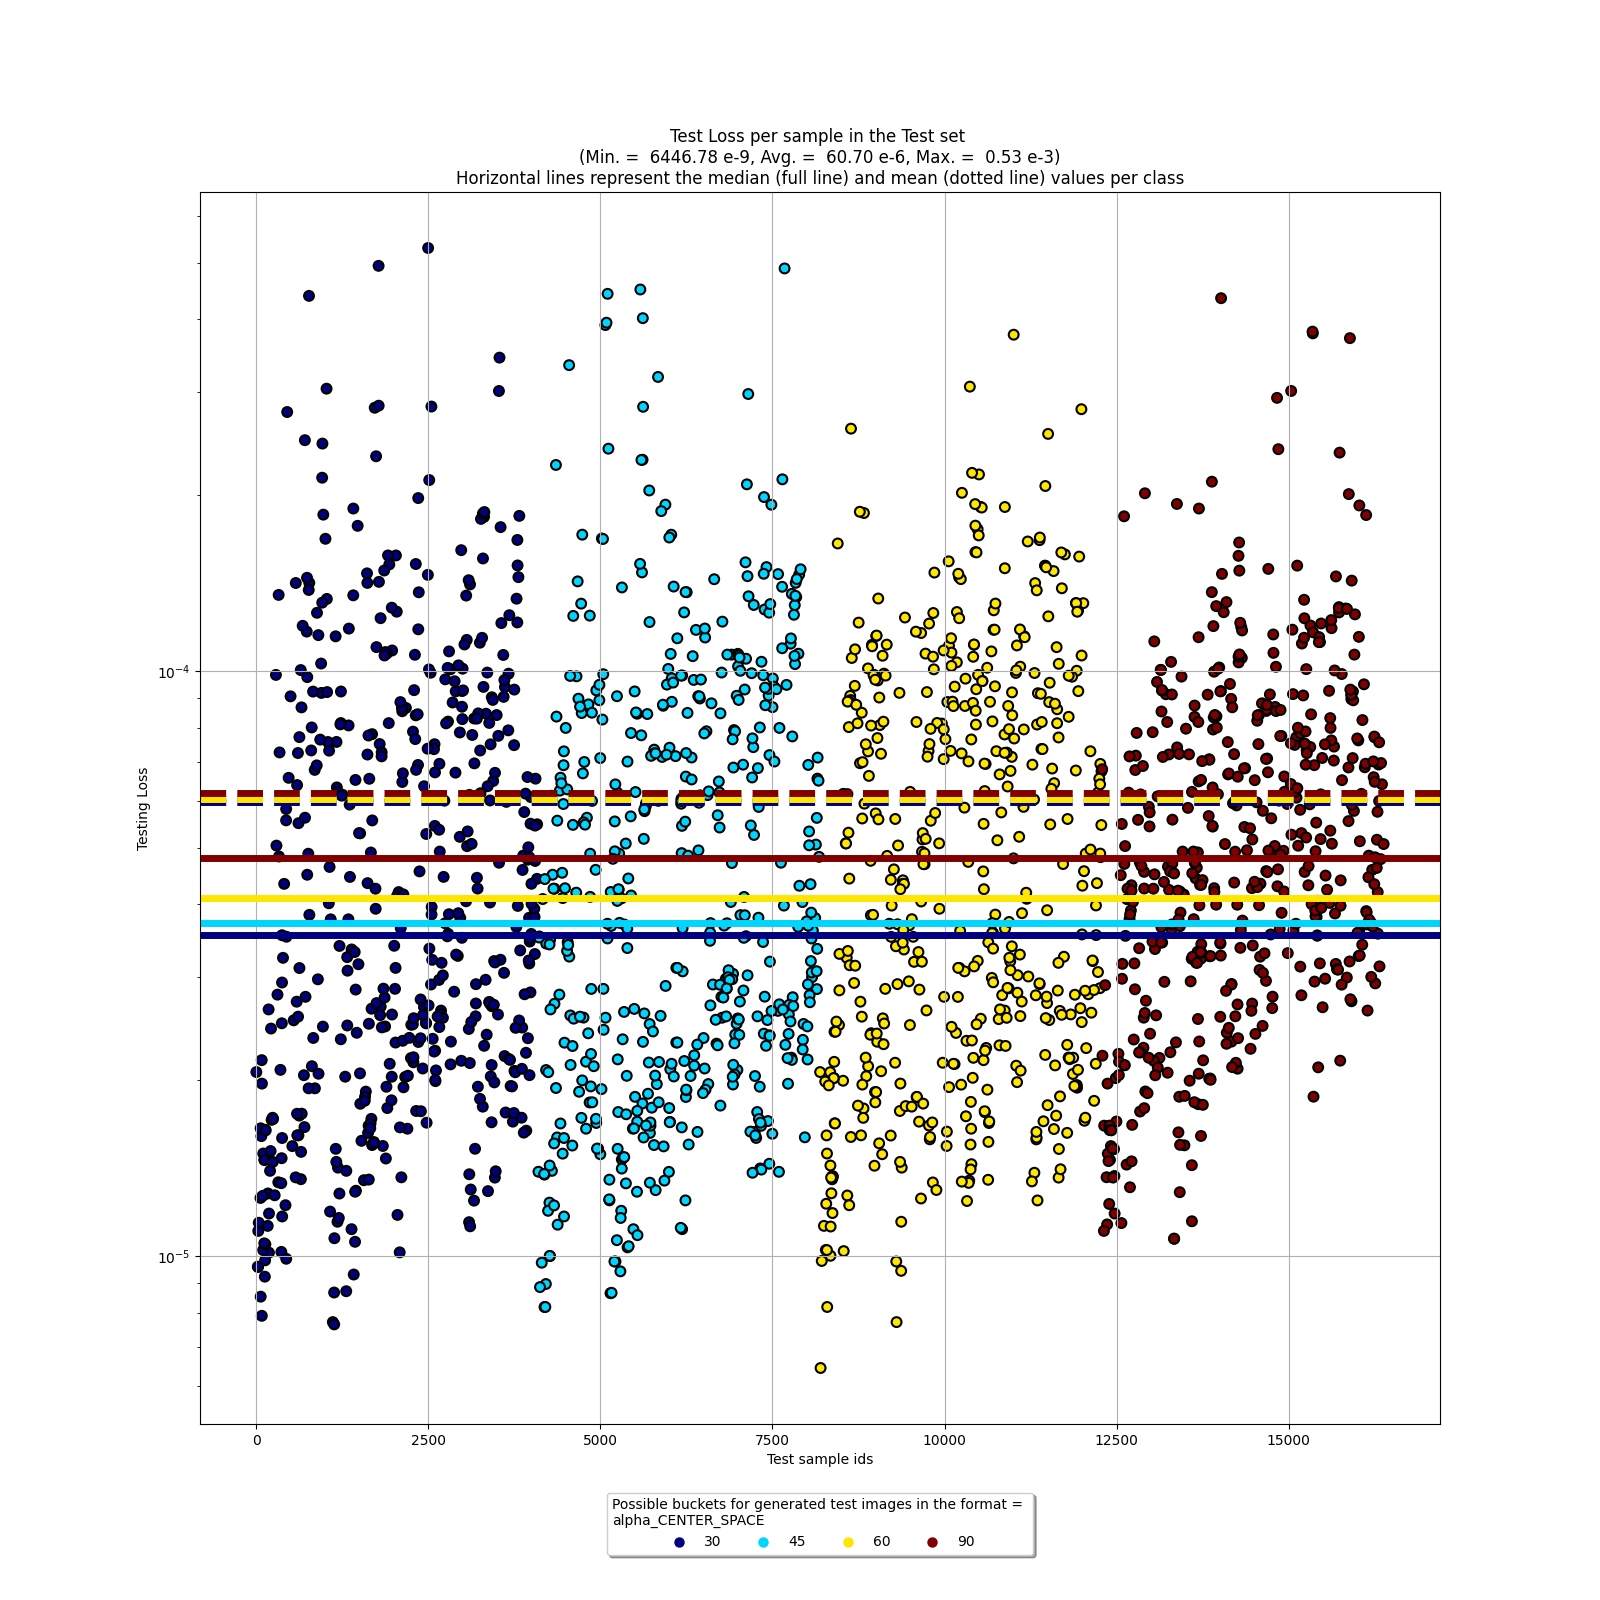 Test Loss per sample in the Test set
(Min. =  6446.78 e-9, Avg. =  60.70 e-6, Max. =  0.53 e-3)
Horizontal lines represent the median (full line) and mean (dotted line) values per class
Testing Loss
10⁻⁴
10⁻⁵
0 2500 5000 7500 10000 12500 15000
Test sample ids
Possible buckets for generated test images in the format =
alpha_CENTER_SPACE
30 45 60 90